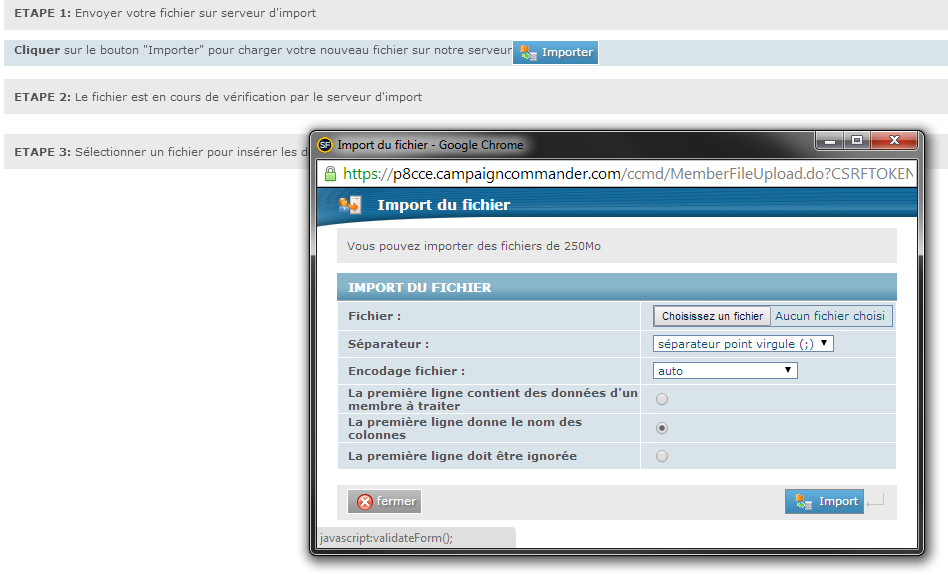 ETAPE 1: Envoyer votre fichier sur serveur d'import
Cliquer sur le bouton "Importer" pour charger votre nouveau fichier sur notre serveur Importer
ETAPE 2: Le fichier est en cours de vérification par le serveur d'import
ETAPE 3: Sélectionner un fichier pour insérer les d
SF Import du fichier - Google Chrome
https://p8cce.campaigncommander.com/ccmd/MemberFileUpload.do?CSRFTOKEN
Import du fichier
Vous pouvez importer des fichiers de 250Mo
IMPORT DU FICHIER
Fichier : Choisissez un fichier Aucun fichier choisi
Séparateur : séparateur point virgule (;)
Encodage fichier : auto
La première ligne contient des données d'un
membre à traiter
La première ligne donne le nom des
colonnes
La première ligne doit être ignorée
fermer Import
javascript:validateForm();